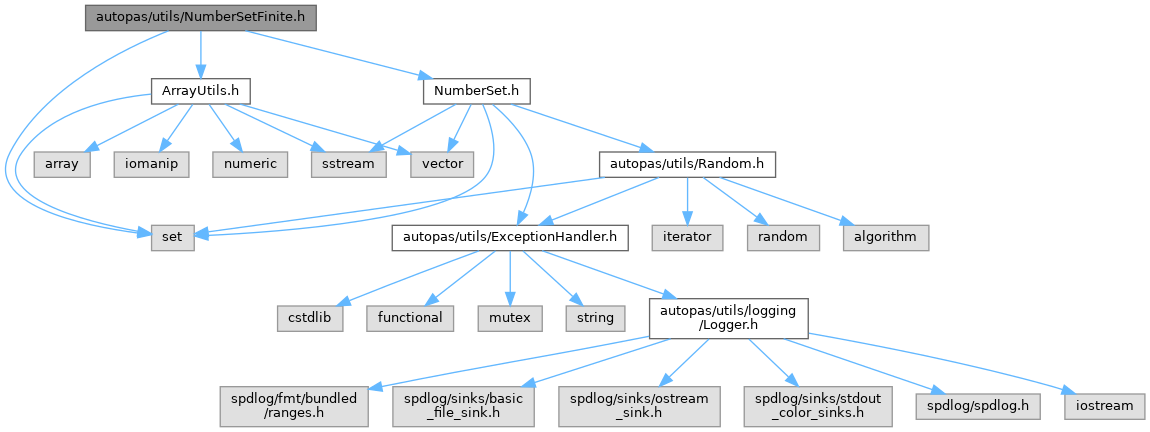 autopas/utils/NumberSetFinite.h
ArrayUtils.h
NumberSet.h
array
iomanip
numeric
sstream
vector
autopas/utils/Random.h
set
autopas/utils/ExceptionHandler.h
iterator
random
algorithm
cstdlib
functional
mutex
string
autopas/utils/logging
/Logger.h
spdlog/fmt/bundled
/ranges.h
spdlog/sinks/basic
_file_sink.h
spdlog/sinks/ostream
_sink.h
spdlog/sinks/stdout
_color_sinks.h
spdlog/spdlog.h
iostream